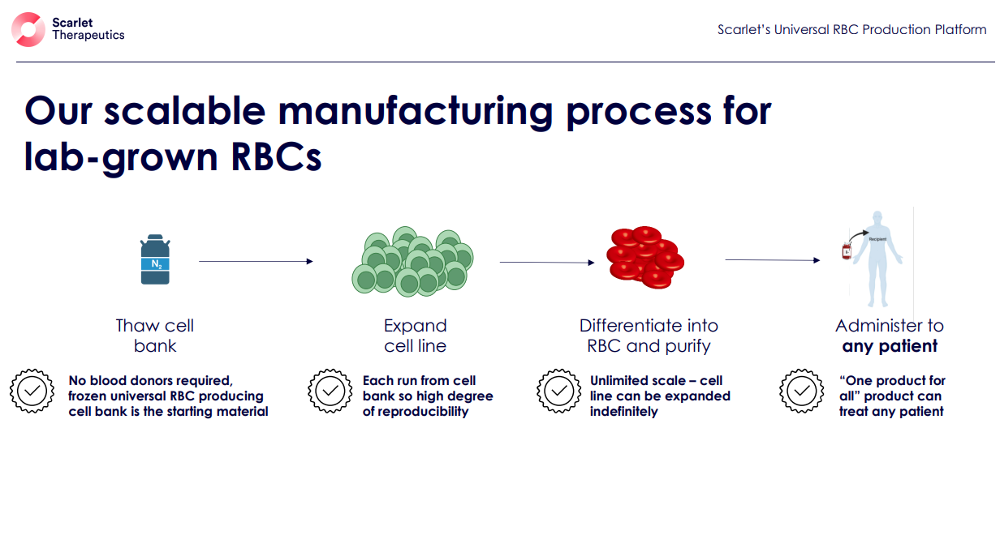 Scarlet
Therapeutics
Scarlet’s Universal RBC Production Platform
Our scalable manufacturing process for
lab-grown RBCs
N2
Recipient
Thaw cell
bank
Expand
cell line
Differentiate into
RBC and purify
Administer to
any patient
No blood donors required,
frozen universal RBC producing
cell bank is the starting material
Each run from cell
bank so high degree
of reproducibility
Unlimited scale – cell
line can be expanded
indefinitely
“One product for
all” product can
treat any patient